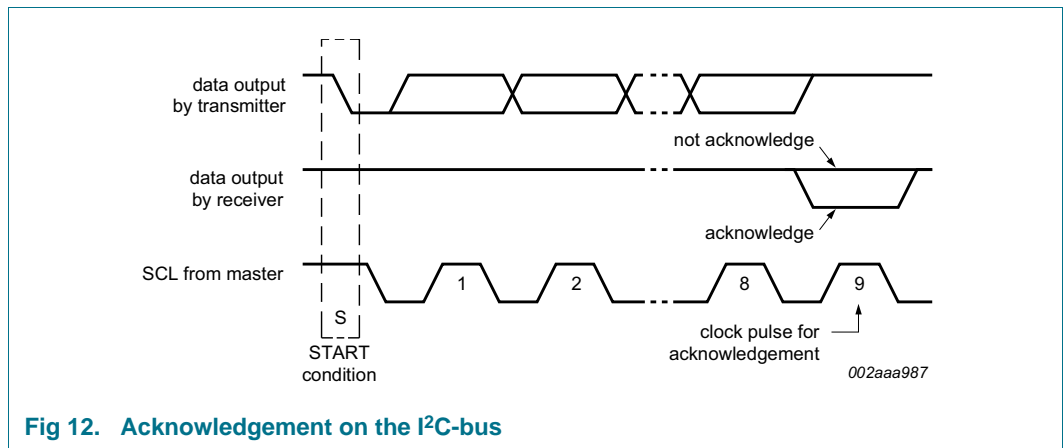 data output
by transmitter
not acknowledge
data output
by receiver
acknowledge
SCL from master
1
2
8
9
S
START
condition
clock pulse for
acknowledgement
002aaa987
Fig 12. Acknowledgement on the I²C-bus